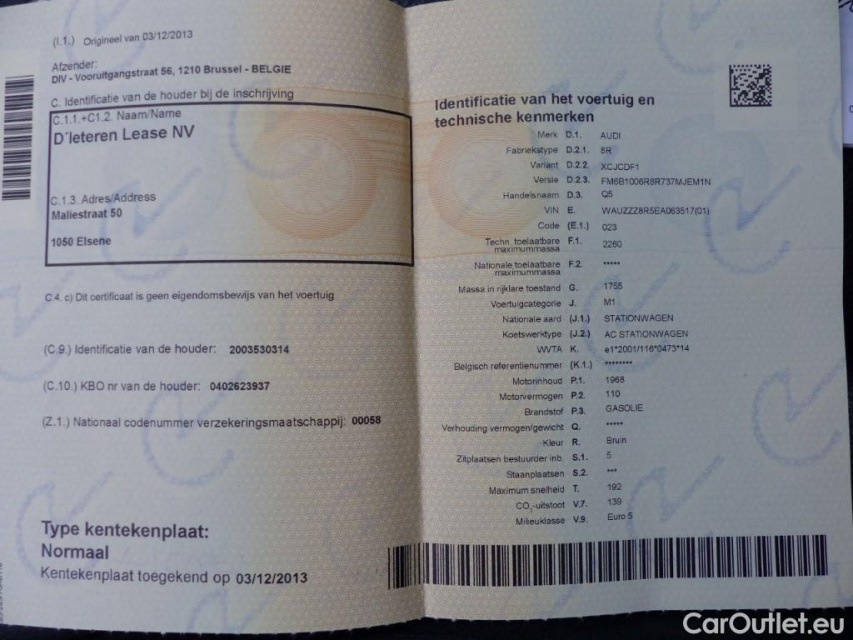 (I.1.) Origineel van 03/12/2013
Afzender:
DIV - Vooruitgangstraat 56, 1210 Brussel - BELGIE
C. Identificatie van de houder bij de inschrijving
C.1.1.+C1.2. Naam/Name
D'Ieteren Lease NV
C.1.3. Adres/Address
Maliestraat 50
1050 Elsene
C.4. c) Dit certificaat is geen eigendomsbewijs van het voertuig
(C.9.) Identificatie van de houder: 2003530314
(C.10.) KBO nr van de houder: 0402623937
(Z.1.) Nationaal codenummer verzekeringsmaatschappij: 00058
Type kentekenplaat:
Normaal
Kentekenplaat toegekend op 03/12/2013
Identificatie van het voertuig en
technische kenmerken
Merk D.1. AUDI
Fabriekstype D.2.1. 8R
Variant D.2.2. XCJCDF1
Versie D.2.3. FM6B1006R8R737MJEM1N
Handelsnaam D.3. Q5
VIN E. WAUZZZ8R5EA063517(01)
Code (E.1.) 023
Techn. toelaatbare F.1. 2260
maximummassa
Nationale toelaatbare F.2. *****
maximummassa
Massa in rijklare toestand G. 1755
Voertuigcategorie J. M1
Nationale aard (J.1.) STATIONWAGEN
Koetswerktype (J.2.) AC STATIONWAGEN
WVTA K. e1*2001/116*0473*14
Belgisch referentienummer (K.1.) ********
Motorinhoud P.1. 1968
Motorvermogen P.2. 110
Brandstof P.3. GASOLIE
Verhouding vermogen/gewicht Q. *****
Kleur R. Bruin
Zitplaatsen bestuurder inb. S.1. 5
Staanplaatsen S.2. ***
Maximum snelheid T. 192
CO₂-uitstoot V.7. 139
Milieuklasse V.9. Euro 5
CarOutlet.eu